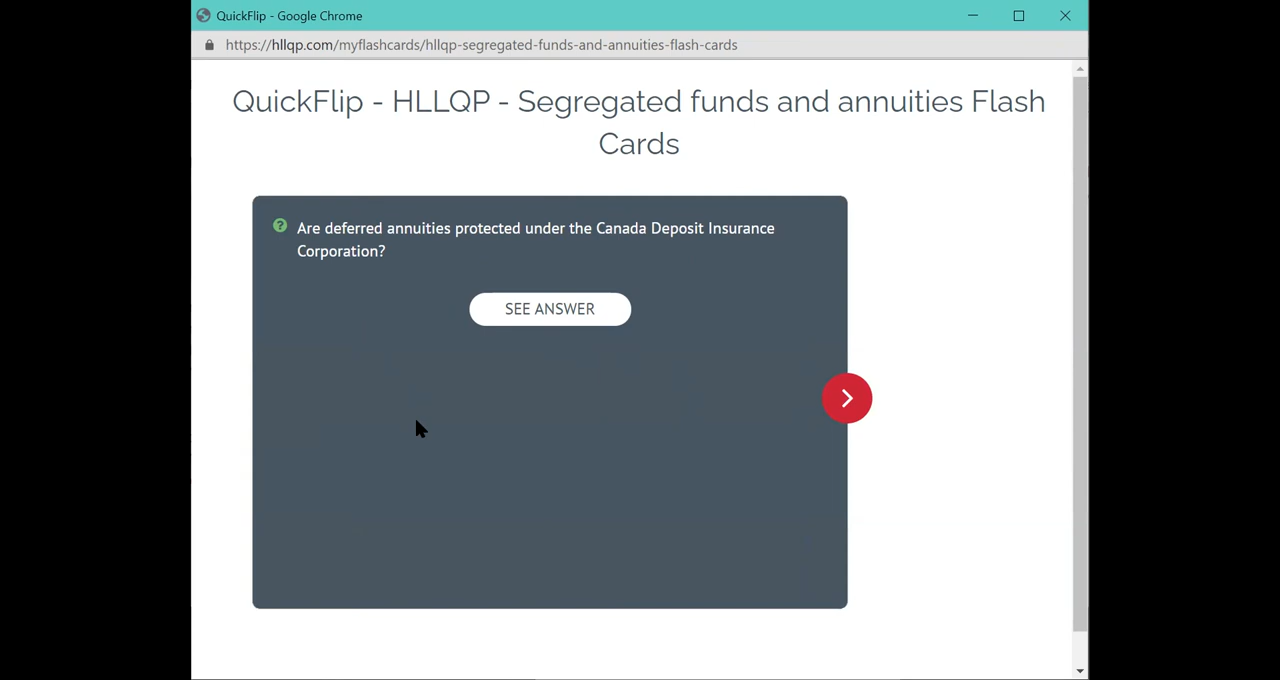 QuickFlip - Google Chrome
https://hllqp.com/myflashcards/hllqp-segregated-funds-and-annuities-flash-cards
QuickFlip - HLLQP - Segregated funds and annuities Flash
Cards
Are deferred annuities protected under the Canada Deposit Insurance
Corporation?
SEE ANSWER